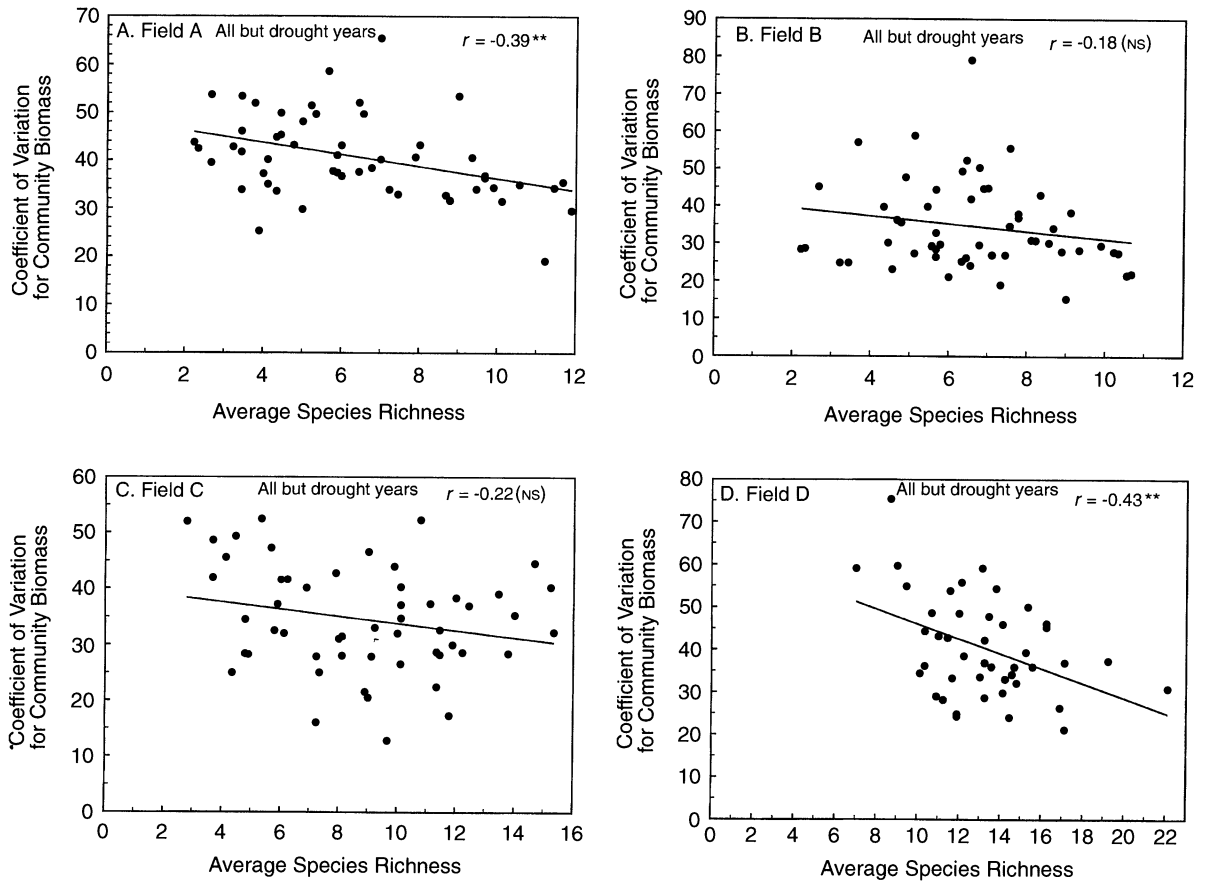 A. Field A All but drought years r = -0.39**
70
60
50
40
30
20
10
0
0 2 4 6 8 10 12
Coefficient of Variation
for Community Biomass
Average Species Richness
B. Field B All but drought years r = -0.18 (NS)
90
80
70
60
50
40
30
20
10
0
0 2 4 6 8 10 12
Coefficient of Variation
for Community Biomass
Average Species Richness
C. Field C All but drought years r = -0.22 (NS)
60
50
40
30
20
10
0
0 2 4 6 8 10 12 14 16
Coefficient of Variation
for Community Biomass
Average Species Richness
D. Field D All but drought years r = -0.43**
80
70
60
50
40
30
20
10
0
0 2 4 6 8 10 12 14 16 18 20 22
Coefficient of Variation
for Community Biomass
Average Species Richness